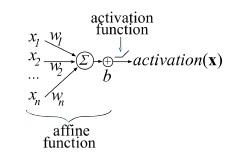 activation
function
x₁ w₁
x₂ w₂ Σ ⊕ activation(x)
... b
xₙ wₙ
affine
function